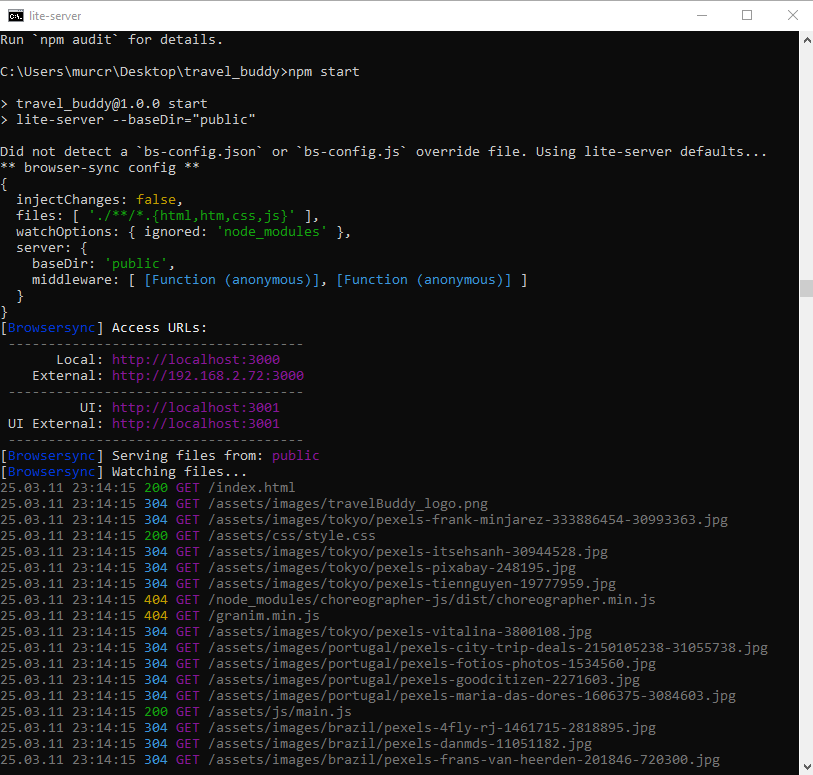 lite-server
Run `npm audit` for details.
C:\Users\murcr\Desktop\travel_buddy>npm start
> travel_buddy@1.0.0 start
> lite-server --baseDir="public"
Did not detect a `bs-config.json` or `bs-config.js` override file. Using lite-server defaults...
** browser-sync config **
{
  injectChanges: false,
  files: [ './**/*.{html,htm,css,js}' ],
  watchOptions: { ignored: 'node_modules' },
  server: {
    baseDir: 'public',
    middleware: [ [Function (anonymous)], [Function (anonymous)] ]
  }
}
[Browsersync] Access URLs:
 -------------------------------------
       Local: http://localhost:3000
    External: http://192.168.2.72:3000
 -------------------------------------
          UI: http://localhost:3001
 UI External: http://localhost:3001
 -------------------------------------
[Browsersync] Serving files from: public
[Browsersync] Watching files...
25.03.11 23:14:15 200 GET /index.html
25.03.11 23:14:15 304 GET /assets/images/travelBuddy_logo.png
25.03.11 23:14:15 304 GET /assets/images/tokyo/pexels-frank-minjarez-333886454-30993363.jpg
25.03.11 23:14:15 200 GET /assets/css/style.css
25.03.11 23:14:15 304 GET /assets/images/tokyo/pexels-itsehsanh-30944528.jpg
25.03.11 23:14:15 304 GET /assets/images/tokyo/pexels-pixabay-248195.jpg
25.03.11 23:14:15 304 GET /assets/images/tokyo/pexels-tiennguyen-19777959.jpg
25.03.11 23:14:15 404 GET /node_modules/choreographer-js/dist/choreographer.min.js
25.03.11 23:14:15 404 GET /granim.min.js
25.03.11 23:14:15 304 GET /assets/images/tokyo/pexels-vitalina-3800108.jpg
25.03.11 23:14:15 304 GET /assets/images/portugal/pexels-city-trip-deals-2150105238-31055738.jpg
25.03.11 23:14:15 304 GET /assets/images/portugal/pexels-fotios-photos-1534560.jpg
25.03.11 23:14:15 304 GET /assets/images/portugal/pexels-goodcitizen-2271603.jpg
25.03.11 23:14:15 304 GET /assets/images/portugal/pexels-maria-das-dores-1606375-3084603.jpg
25.03.11 23:14:15 200 GET /assets/js/main.js
25.03.11 23:14:15 304 GET /assets/images/brazil/pexels-4fly-rj-1461715-2818895.jpg
25.03.11 23:14:15 304 GET /assets/images/brazil/pexels-danmds-11051182.jpg
25.03.11 23:14:15 304 GET /assets/images/brazil/pexels-frans-van-heerden-201846-720300.jpg